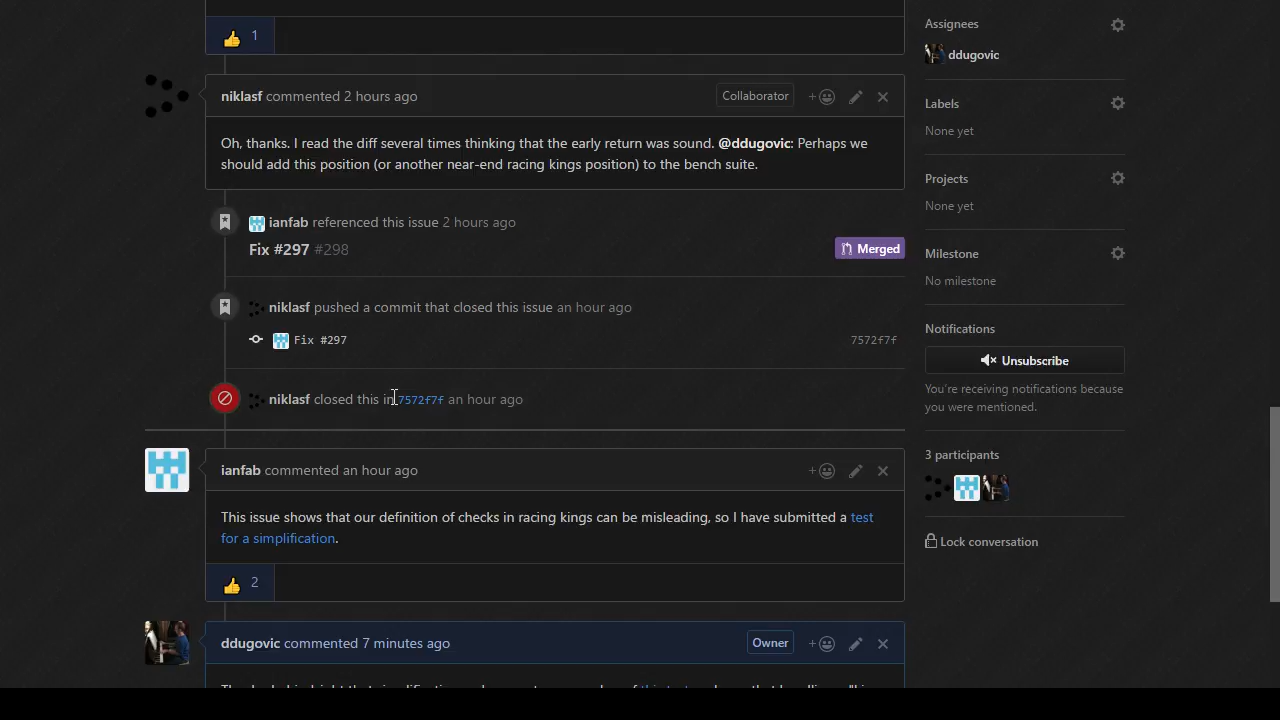 1
Assignees
ddugovic
niklasf commented 2 hours ago
Collaborator
Labels
None yet
Oh, thanks. I read the diff several times thinking that the early return was sound. @ddugovic: Perhaps we
should add this position (or another near-end racing kings position) to the bench suite.
Projects
None yet
ianfab referenced this issue 2 hours ago
Fix #297 #298
Merged
Milestone
No milestone
niklasf pushed a commit that closed this issue an hour ago
Fix #297
7572f7f
Notifications
Unsubscribe
You're receiving notifications because
you were mentioned.
niklasf closed this in 7572f7f an hour ago
3 participants
ianfab commented an hour ago
This issue shows that our definition of checks in racing kings can be misleading, so I have submitted a test
for a simplification.
Lock conversation
2
ddugovic commented 7 minutes ago
Owner